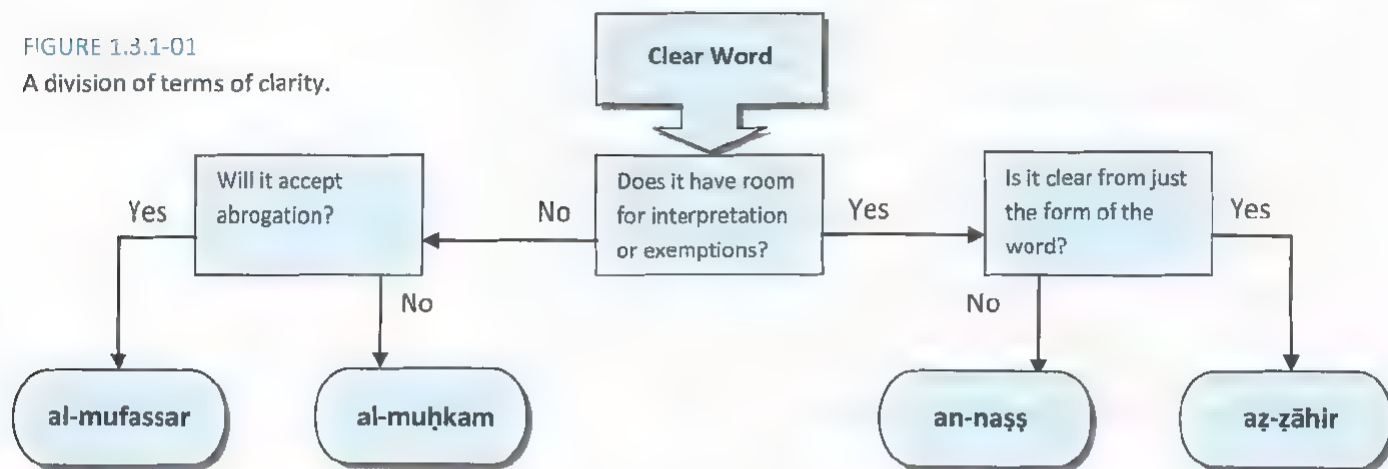 FIGURE 1.3.1-01
A division of terms of clarity.
Clear Word
Will it accept
abrogation?
Does it have room
for interpretation
or exemptions?
Is it clear from just
the form of the
word?
Yes
No
Yes
Yes
No
No
al-mufassar
al-muḥkam
an-naṣṣ
aẓ-ẓāhir